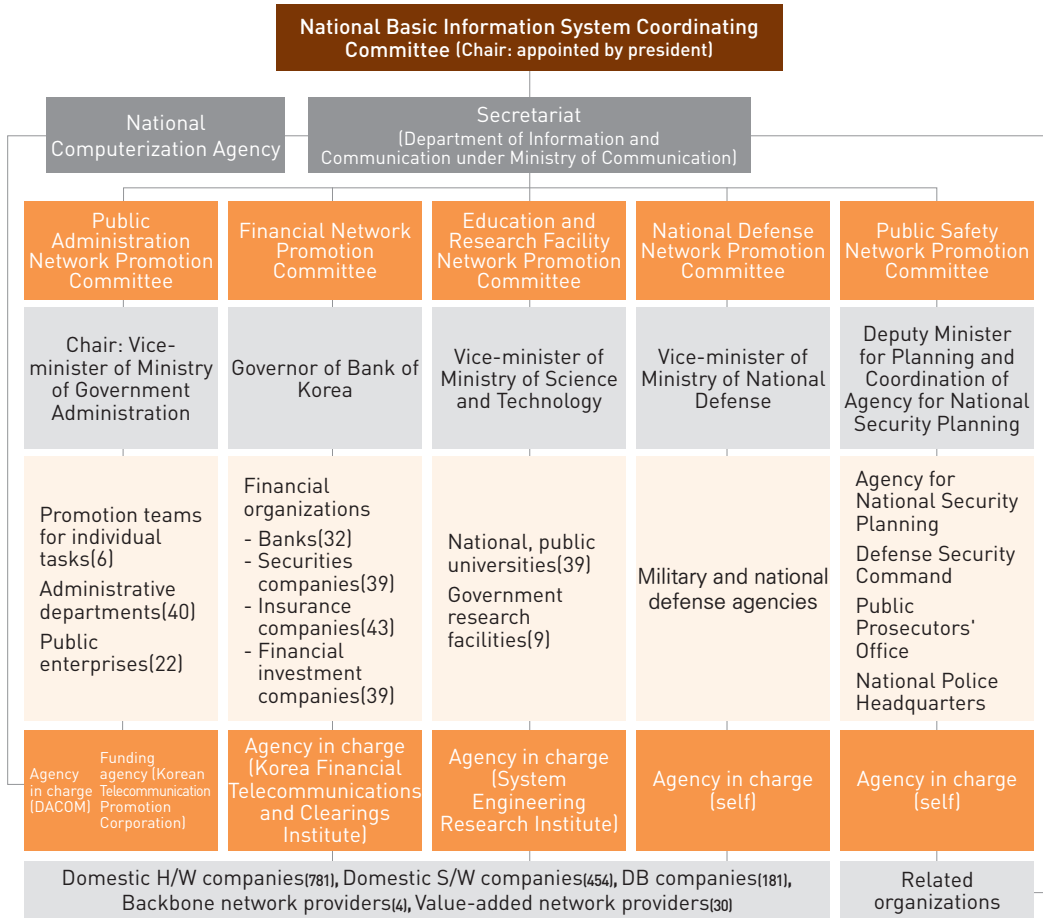 National Basic Information System Coordinating
Committee (Chair: appointed by president)
National
Computerization Agency
Secretariat
(Department of Information and
Communication under Ministry of Communication)
Public
Administration
Network Promotion
Committee
Financial Network
Promotion
Committee
Education and
Research Facility
Network Promotion
Committee
National Defense
Network Promotion
Committee
Public Safety
Network Promotion
Committee
Chair: Vice-
minister of Ministry
of Government
Administration
Governor of Bank of
Korea
Vice-minister of
Ministry of Science
and Technology
Vice-minister of
Ministry of National
Defense
Deputy Minister
for Planning and
Coordination of
Agency for National
Security Planning
Promotion teams
for individual
tasks(6)
Administrative
departments(40)
Public
enterprises(22)
Financial
organizations
- Banks(32)
- Securities
companies(39)
- Insurance
companies(43)
- Financial
investment
companies(39)
National, public
universities(39)
Government
research
facilities(9)
Military and national
defense agencies
Agency for
National Security
Planning
Defense Security
Command
Public
Prosecutors'
Office
National Police
Headquarters
Agency
in charge
(DACOM)
Funding
agency (Korean
Telecommunication
Promotion
Corporation)
Agency in charge
(Korea Financial
Telecommunications
and Clearings
Institute)
Agency in charge
(System
Engineering
Research Institute)
Agency in charge
(self)
Agency in charge
(self)
Domestic H/W companies(781), Domestic S/W companies(454), DB companies(181),
Backbone network providers(4), Value-added network providers(30)
Related
organizations